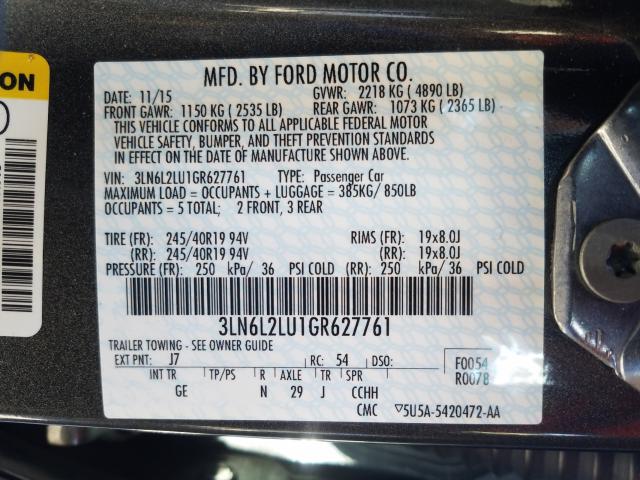 ON
MFD. BY FORD MOTOR CO.
DATE: 11/15 GVWR: 2218 KG ( 4890 LB)
FRONT GAWR: 1150 KG ( 2535 LB) REAR GAWR: 1073 KG ( 2365 LB)
THIS VEHICLE CONFORMS TO ALL APPLICABLE FEDERAL MOTOR
VEHICLE SAFETY, BUMPER, AND THEFT PREVENTION STANDARDS
IN EFFECT ON THE DATE OF MANUFACTURE SHOWN ABOVE.
VIN: 3LN6L2LU1GR627761 TYPE: Passenger Car
MAXIMUM LOAD = OCCUPANTS + LUGGAGE = 385KG/ 850LB
OCCUPANTS = 5 TOTAL; 2 FRONT, 3 REAR
TIRE (FR): 245/40R19 94V RIMS (FR): 19x8.0J
(RR): 245/40R19 94V (RR): 19x8.0J
PRESSURE (FR): 250 kPa/ 36 PSI COLD (RR): 250 kPa/ 36 PSI COLD
3LN6L2LU1GR627761
TRAILER TOWING - SEE OWNER GUIDE
EXT PNT: J7 RC: 54 DSO: F0054
R0078
INT TR TP/PS R AXLE TR SPR
GE N 29 J CCHH
CMC ▽5U5A-5420472-AA